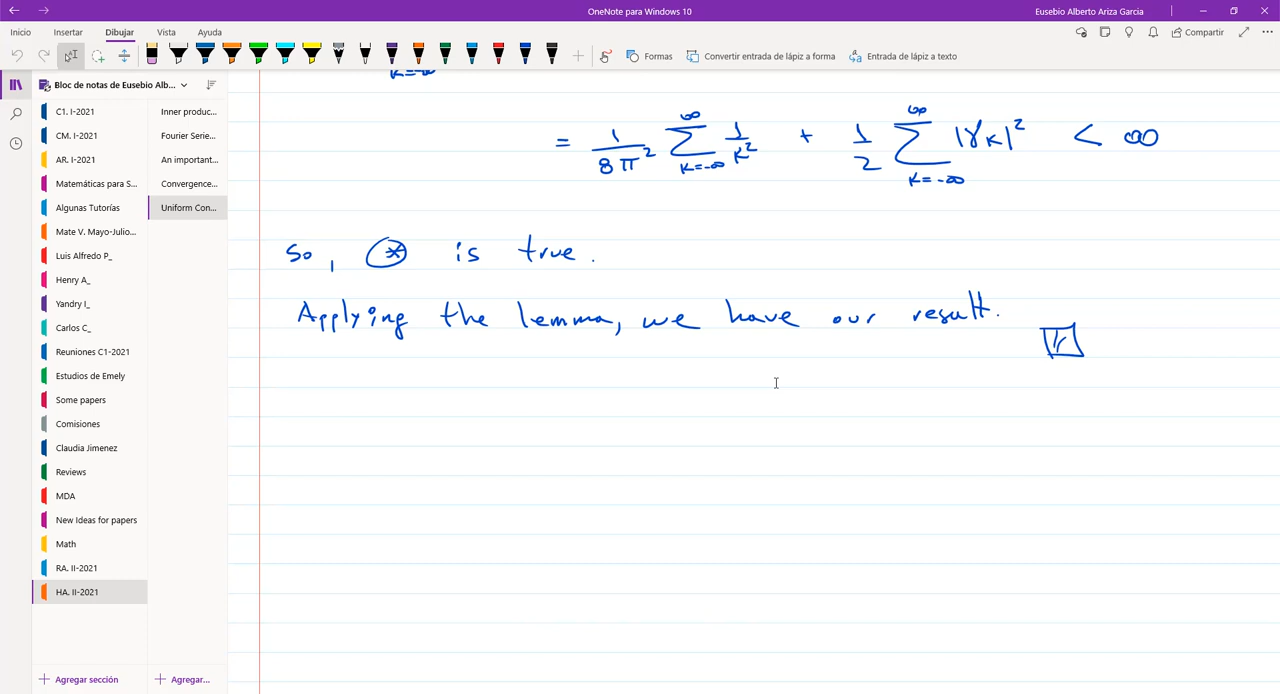 OneNote para Windows 10
Eusebio Alberto Ariza Garcia
Inicio Insertar Dibujar Vista Ayuda
Compartir
Formas Convertir entrada de lápiz a forma Entrada de lápiz a texto
Bloc de notas de Eusebio Alb...
C1. I-2021
CM. I-2021
AR. I-2021
Matemáticas para S...
Algunas Tutorías
Mate V. Mayo-Julio...
Luis Alfredo P_
Henry A_
Yandry I_
Carlos C_
Reuniones C1-2021
Estudios de Emely
Some papers
Comisiones
Claudia Jimenez
Reviews
MDA
New Ideas for papers
Math
RA. II-2021
HA. II-2021
Agregar sección
Inner produc...
Fourier Serie...
An important...
Convergence...
Uniform Con...
Agregar...
K=-∞
= 1/(8π²) ∑_{K=-∞}^{∞} 1/K² + 1/2 ∑_{K=-∞}^{∞} |γ_K|² < ∞
So, ⊛ is true.
Applying the lemma, we have our result.